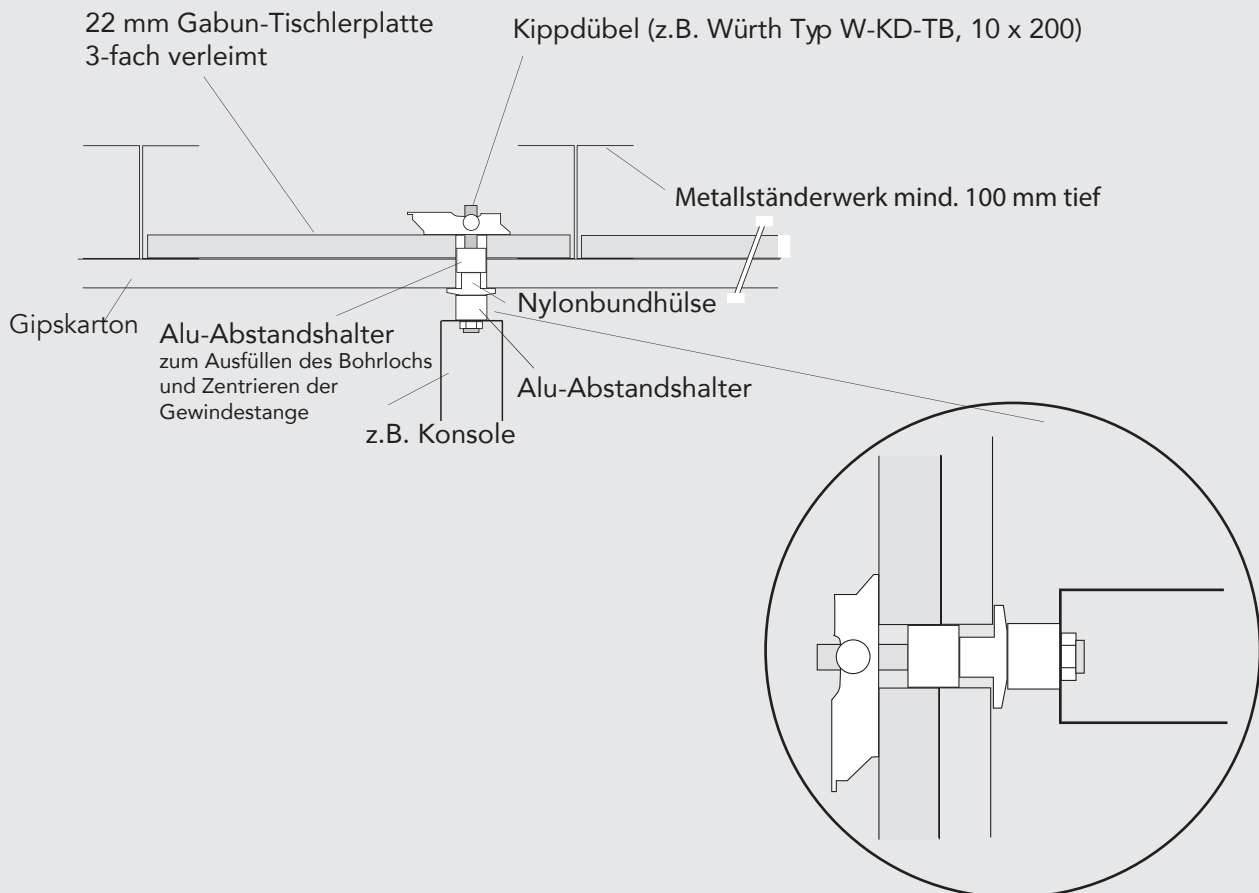 22 mm Gabun-Tischlerplatte
3-fach verleimt
Kippdübel (z.B. Würth Typ W-KD-TB, 10 x 200)
Metallständerwerk mind. 100 mm tief
Gipskarton
Alu-Abstandshalter
zum Ausfüllen des Bohrlochs
und Zentrieren der
Gewindestange
Nylonbundhülse
Alu-Abstandshalter
z.B. Konsole